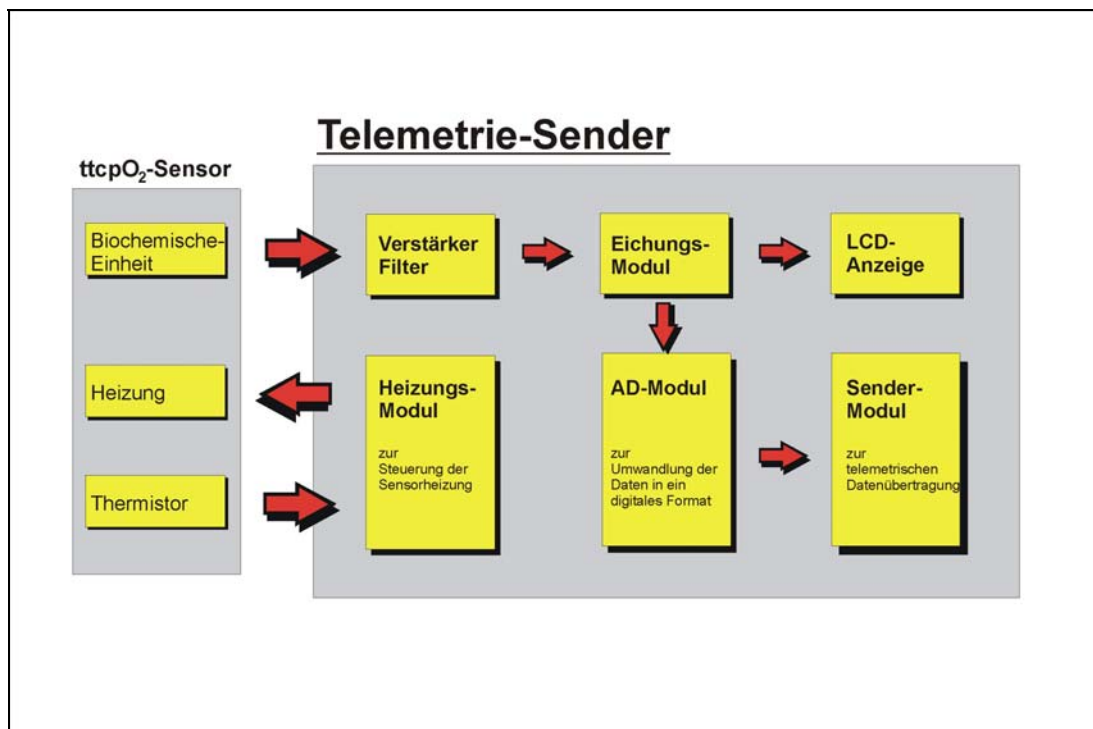 Telemetrie-Sender
ttcpO₂-Sensor
Biochemische-
Einheit
Heizung
Thermistor
Verstärker
Filter
Eichungs-
Modul
LCD-
Anzeige
Heizungs-
Modul
zur
Steuerung der
Sensorheizung
AD-Modul
zur
Umwandlung der
Daten in ein
digitales Format
Sender-
Modul
zur
telemetrischen
Datenübertragung